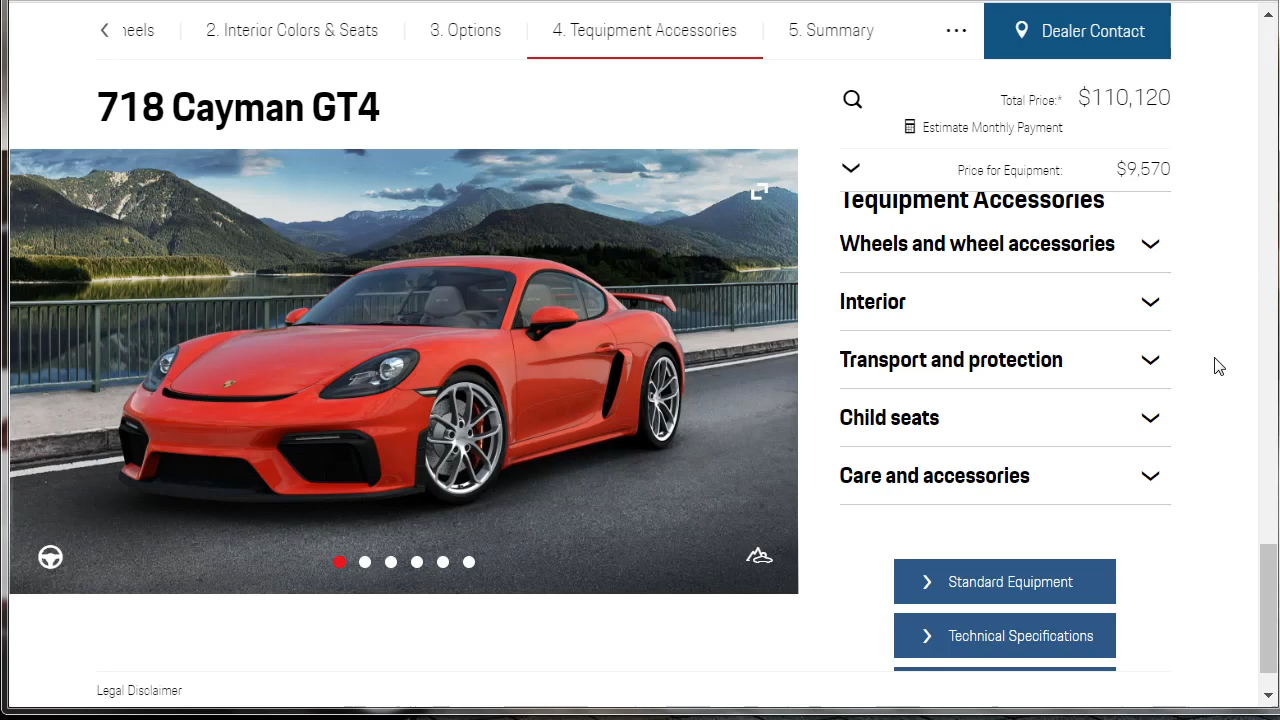 heels
2. Interior Colors & Seats
3. Options
4. Tequipment Accessories
5. Summary
Dealer Contact
718 Cayman GT4
Total Price:* $110,120
Estimate Monthly Payment
Price for Equipment: $9,570
Tequipment Accessories
Wheels and wheel accessories
Interior
Transport and protection
Child seats
Care and accessories
Standard Equipment
Technical Specifications
Legal Disclaimer